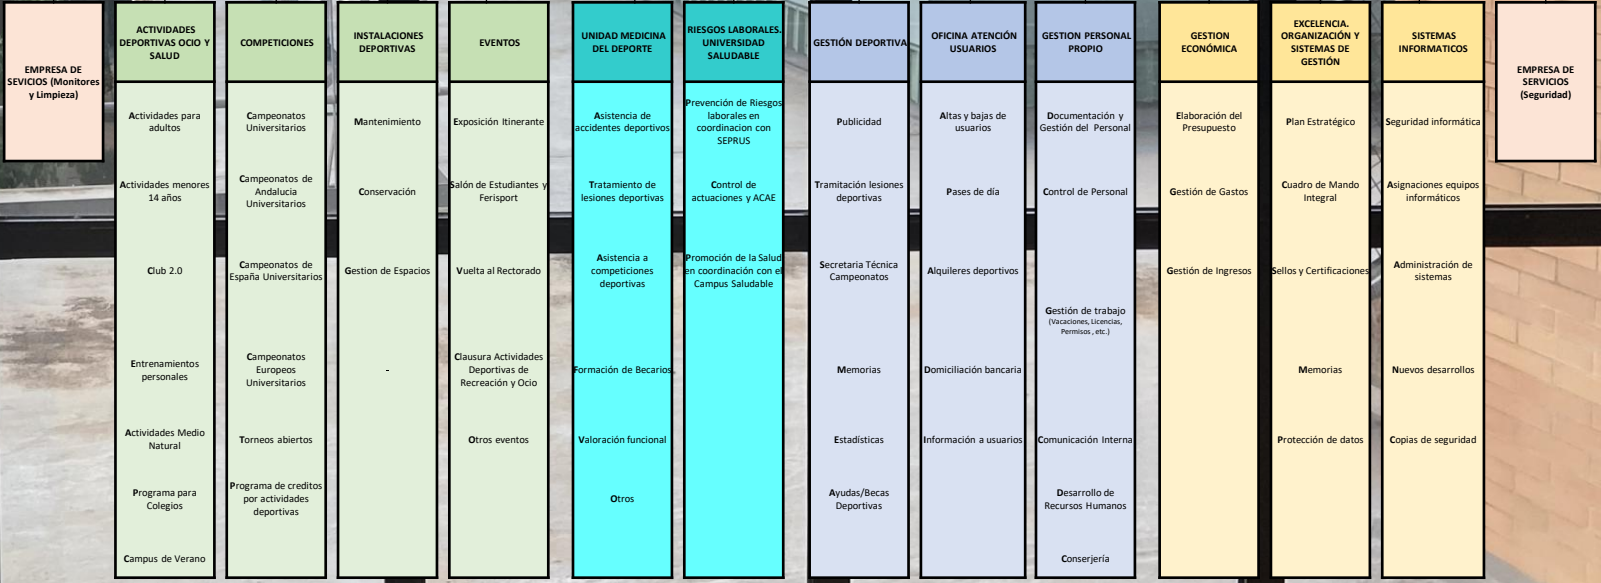 EMPRESA DE
SEVICIOS (Monitores
y Limpieza)
ACTIVIDADES
DEPORTIVAS OCIO Y
SALUD
Actividades para
adultos
Actividades menores
14 años
Club 2.0
Entrenamientos
personales
Actividades Medio
Natural
Programa para
Colegios
Campus de Verano
COMPETICIONES
Campeonatos
Universitarios
Campeonatos de
Andalucia
Universitarios
Campeonatos de
España Universitarios
Campeonatos
Europeos
Universitarios
Torneos abiertos
Programa de creditos
por actividades
deportivas
INSTALACIONES
DEPORTIVAS
Mantenimiento
Conservación
Gestion de Espacios
-
EVENTOS
Exposición Itinerante
Salón de Estudiantes y
Ferisport
Vuelta al Rectorado
Clausura Actividades
Deportivas de
Recreación y Ocio
Otros eventos
UNIDAD MEDICINA
DEL DEPORTE
Asistencia de
accidentes deportivos
Tratamiento de
lesiones deportivas
Asistencia a
competiciones
deportivas
Formación de Becarios
Valoración funcional
Otros
RIESGOS LABORALES.
UNIVERSIDAD
SALUDABLE
Prevención de Riesgos
laborales en
coordinacion con
SEPRUS
Control de
actuaciones y ACAE
Promoción de la Salud
en coordinación con el
Campus Saludable
GESTIÓN DEPORTIVA
Publicidad
Tramitación lesiones
deportivas
Secretaria Técnica
Campeonatos
Memorias
Estadísticas
Ayudas/Becas
Deportivas
OFICINA ATENCIÓN
USUARIOS
Altas y bajas de
usuarios
Pases de día
Alquileres deportivos
Domiciliación bancaria
Información a usuarios
GESTION PERSONAL
PROPIO
Documentación y
Gestión del Personal
Control de Personal
Gestión de trabajo
(Vacaciones, Licencias,
Permisos , etc.)
Comunicación Interna
Desarrollo de
Recursos Humanos
Conserjería
GESTION
ECONÓMICA
Elaboración del
Presupuesto
Gestión de Gastos
Gestión de Ingresos
EXCELENCIA.
ORGANIZACIÓN Y
SISTEMAS DE
GESTIÓN
Plan Estratégico
Cuadro de Mando
Integral
Sellos y Certificaciones
Memorias
Protección de datos
SISTEMAS
INFORMATICOS
Seguridad informática
Asignaciones equipos
informáticos
Administración de
sistemas
Nuevos desarrollos
Copias de seguridad
EMPRESA DE
SERVICIOS
(Seguridad)